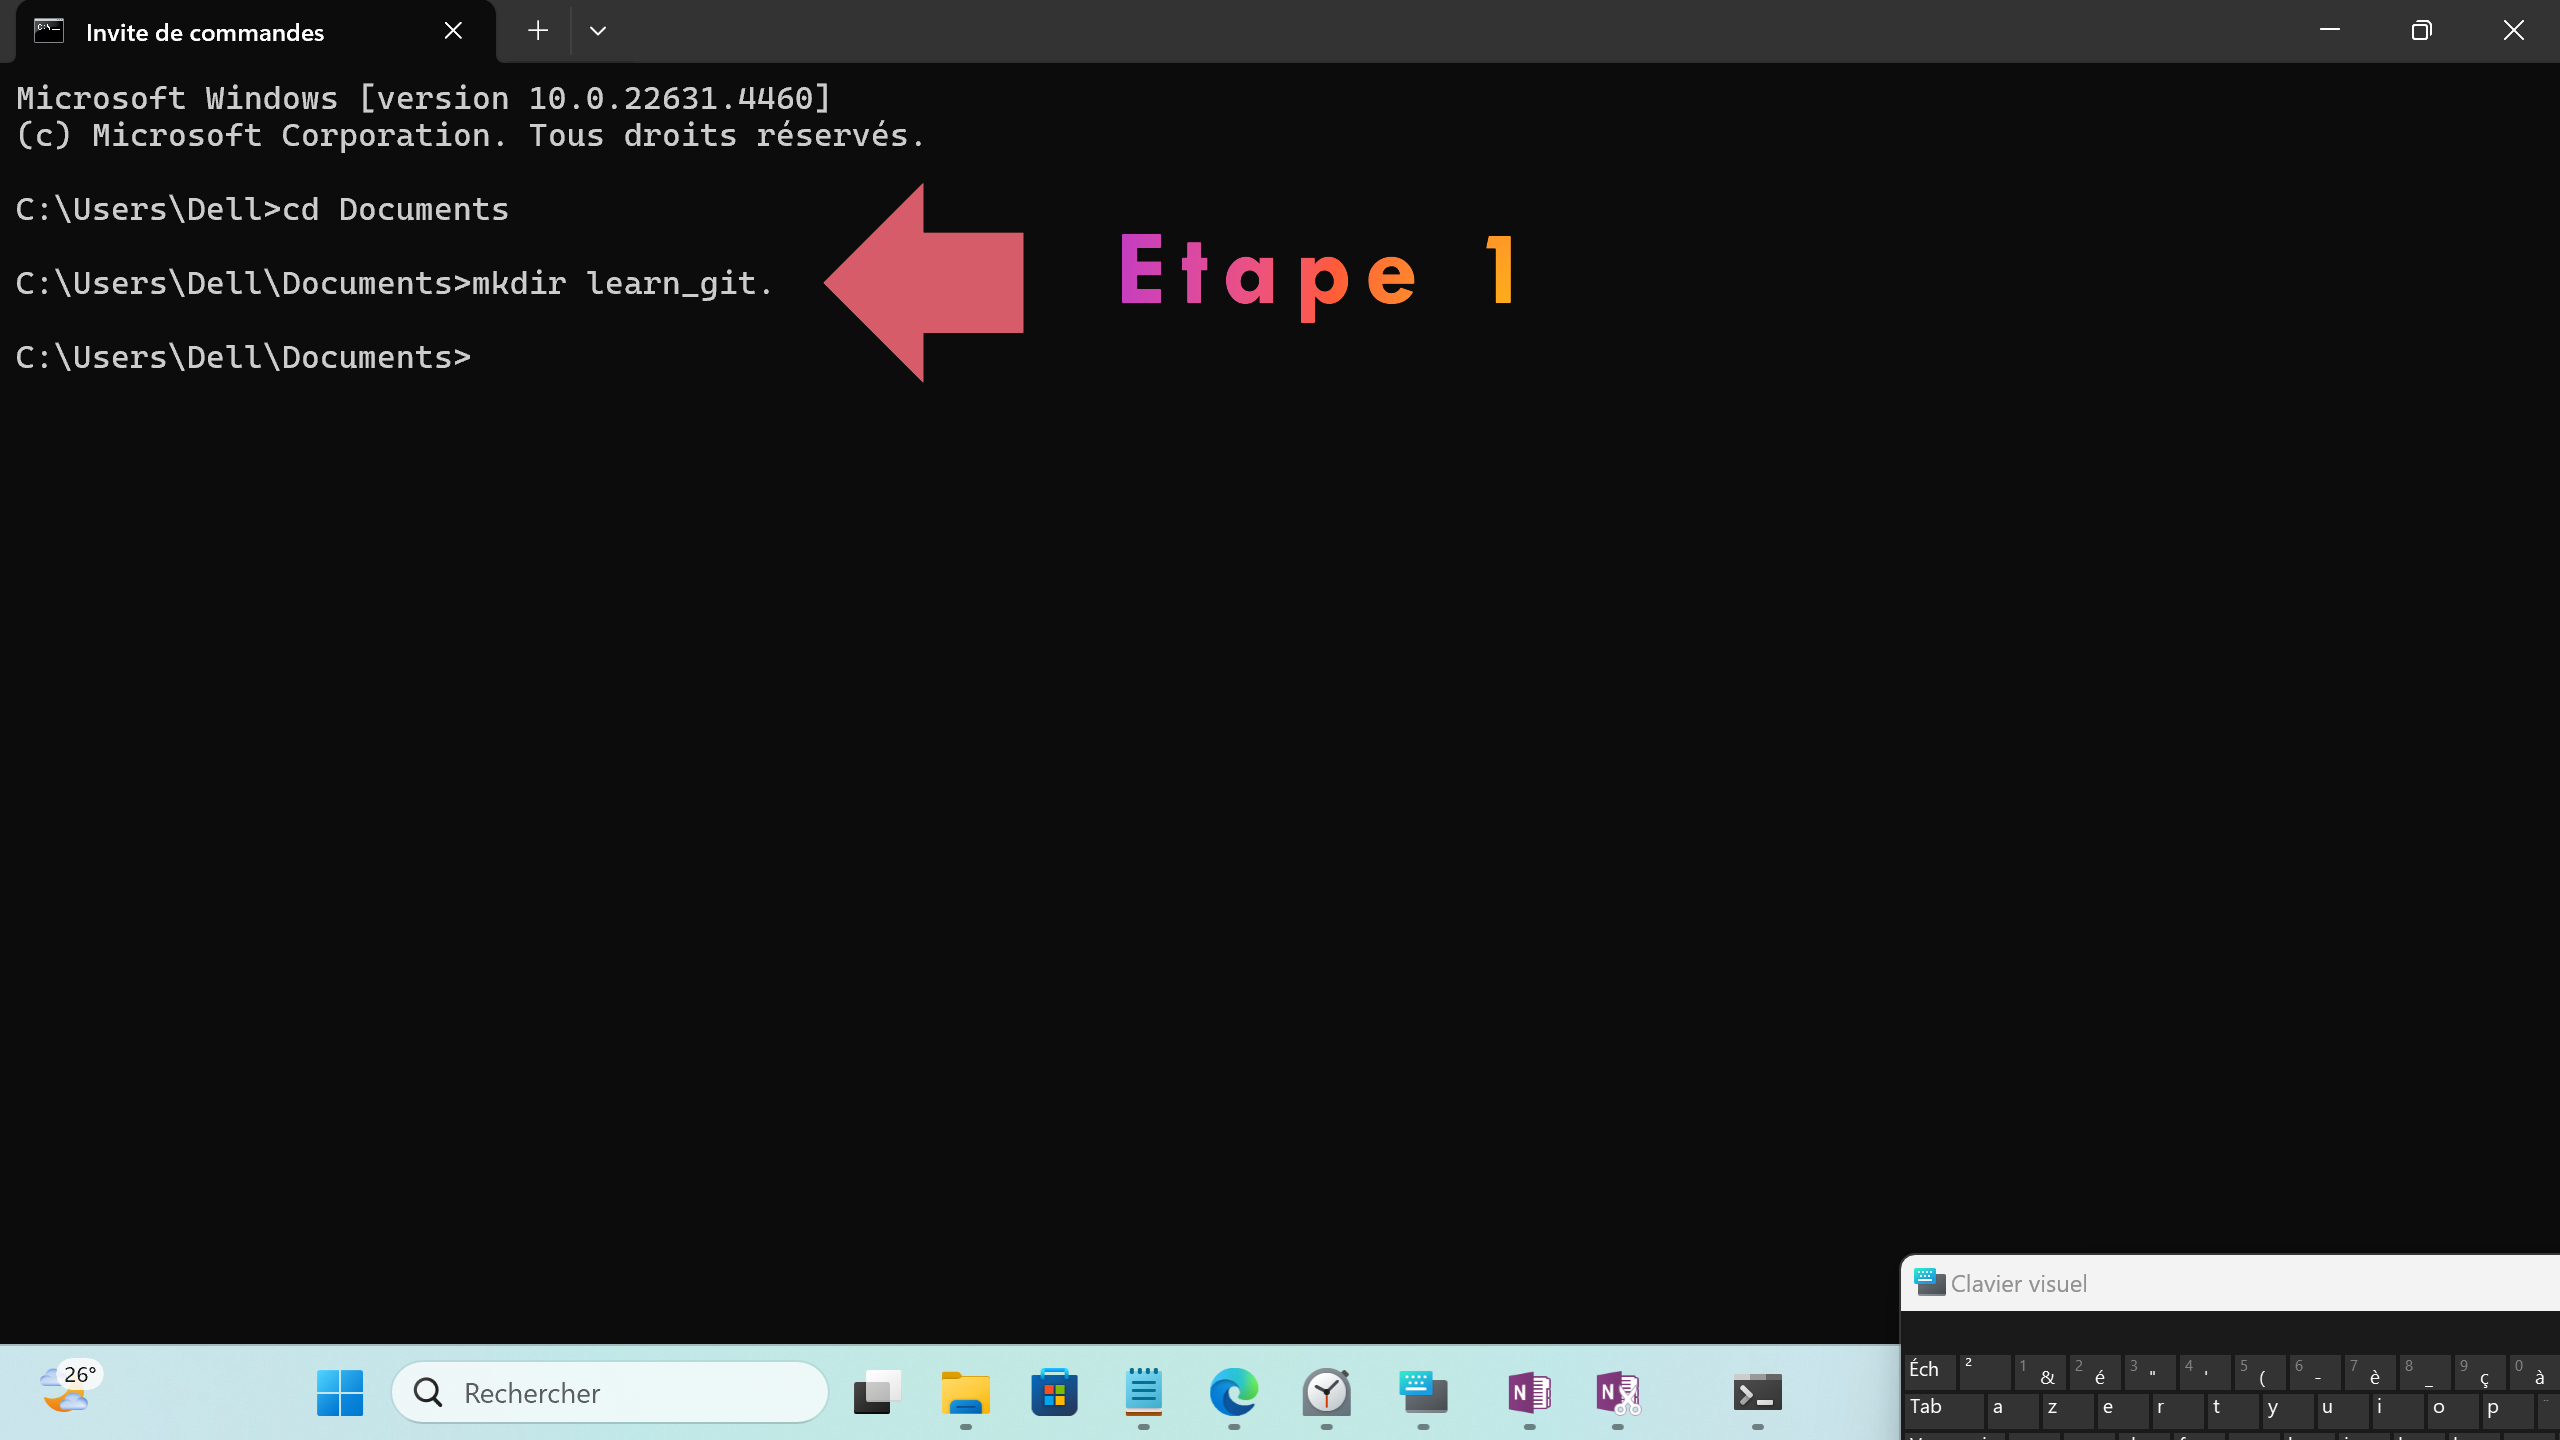 Invite de commandes
Microsoft Windows [version 10.0.22631.4460]
(c) Microsoft Corporation. Tous droits réservés.
C:\Users\Dell>cd Documents
C:\Users\Dell\Documents>mkdir learn_git.
Etape 1
C:\Users\Dell\Documents>
Clavier visuel
26°
Rechercher
Éch ² 1 & 2 é 3 " 4 ' 5 ( 6 - 7 è 8 _ 9 ç 0 à
Tab a z e r t y u i o p